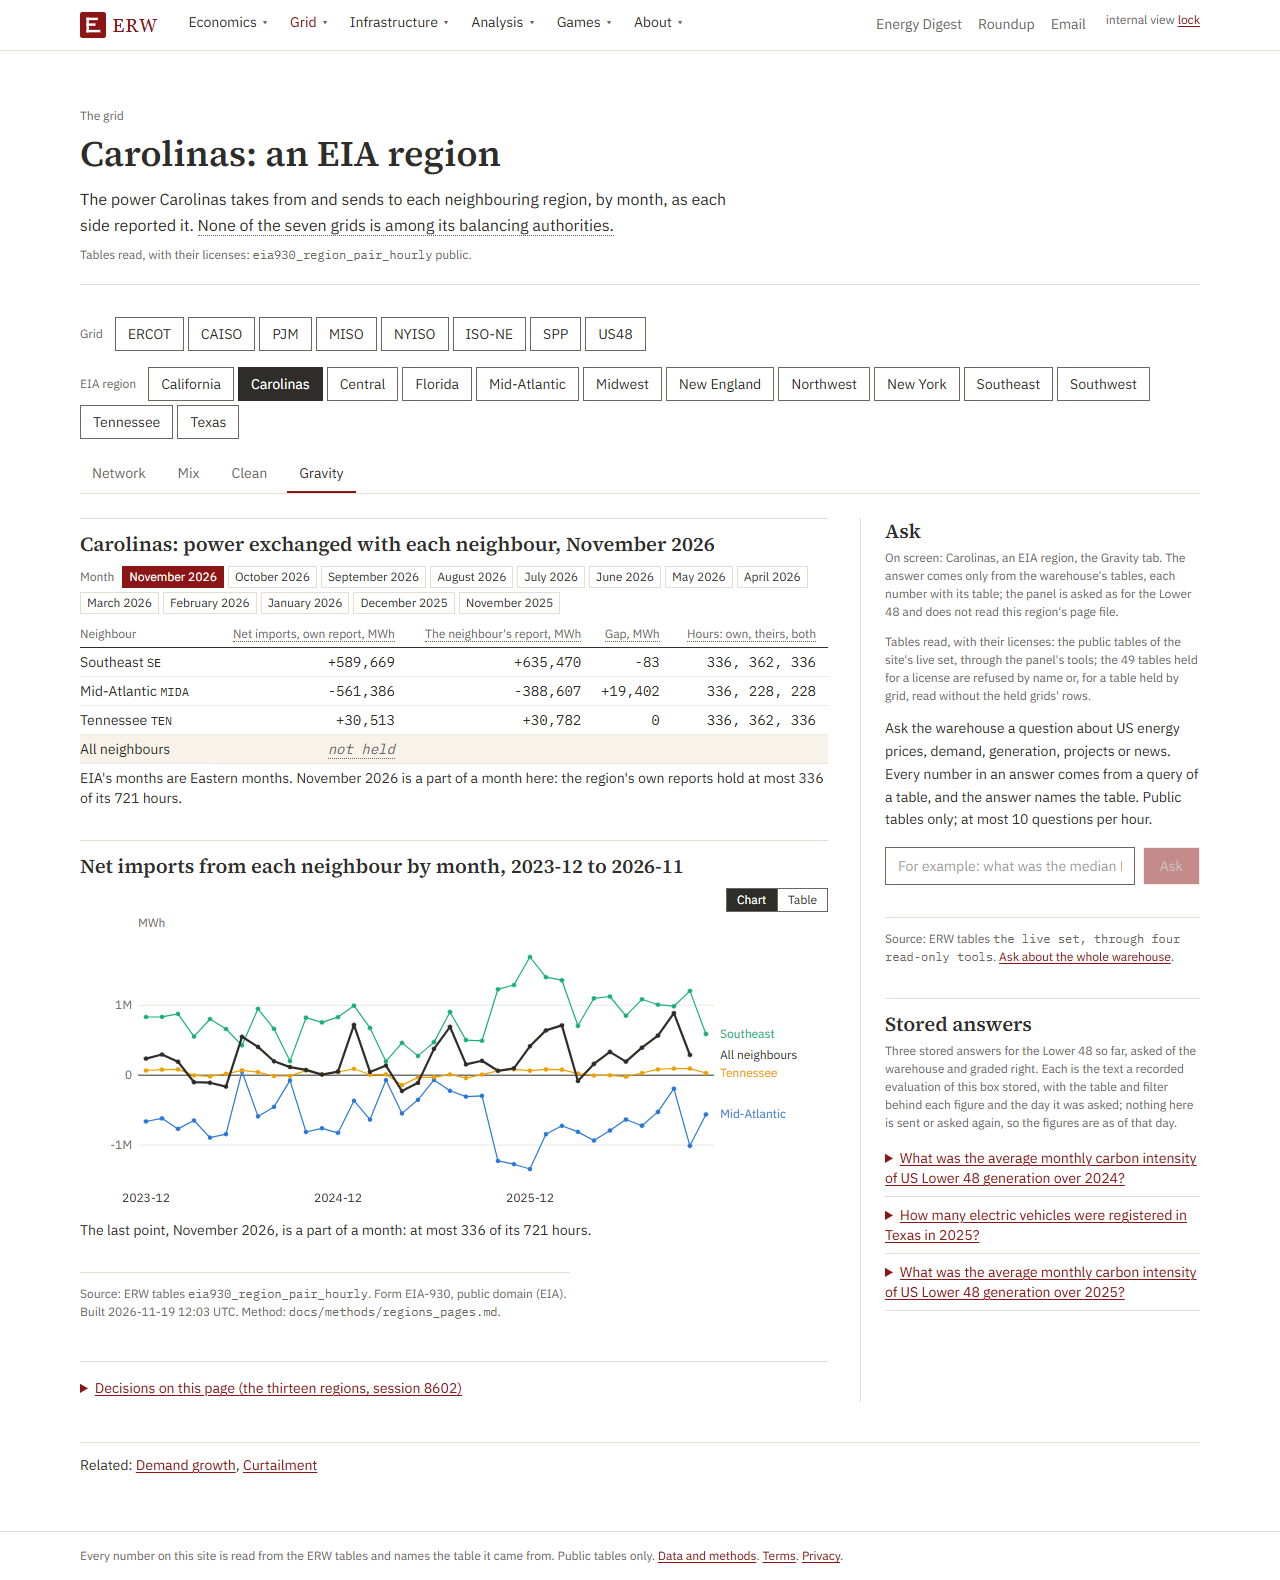 ERW
Economics ▾ Grid ▾ Infrastructure ▾ Analysis ▾ Games ▾ About ▾
Energy Digest Roundup Email internal view lock
The grid
Carolinas: an EIA region
The power Carolinas takes from and sends to each neighbouring region, by month, as each
side reported it. None of the seven grids is among its balancing authorities.
Tables read, with their licenses: eia930_region_pair_hourly public.
Grid ERCOT CAISO PJM MISO NYISO ISO-NE SPP US48
EIA region California Carolinas Central Florida Mid-Atlantic Midwest New England Northwest New York Southeast Southwest
Tennessee Texas
Network Mix Clean Gravity
Carolinas: power exchanged with each neighbour, November 2026
Month November 2026 October 2026 September 2026 August 2026 July 2026 June 2026 May 2026 April 2026
March 2026 February 2026 January 2026 December 2025 November 2025
Neighbour Net imports, own report, MWh The neighbour's report, MWh Gap, MWh Hours: own, theirs, both
Southeast SE +589,669 +635,470 -83 336, 362, 336
Mid-Atlantic MIDA -561,386 -388,607 +19,402 336, 228, 228
Tennessee TEN +30,513 +30,782 0 336, 362, 336
All neighbours not held
EIA's months are Eastern months. November 2026 is a part of a month here: the region's own reports hold at most 336
of its 721 hours.
Net imports from each neighbour by month, 2023-12 to 2026-11
Chart Table
MWh
1M
0
-1M
Southeast
All neighbours
Tennessee
Mid-Atlantic
2023-12 2024-12 2025-12
The last point, November 2026, is a part of a month: at most 336 of its 721 hours.
Source: ERW tables eia930_region_pair_hourly. Form EIA-930, public domain (EIA).
Built 2026-11-19 12:03 UTC. Method: docs/methods/regions_pages.md.
Decisions on this page (the thirteen regions, session 8602)
Ask
On screen: Carolinas, an EIA region, the Gravity tab. The
answer comes only from the warehouse's tables, each
number with its table; the panel is asked as for the Lower
48 and does not read this region's page file.
Tables read, with their licenses: the public tables of the
site's live set, through the panel's tools; the 49 tables held
for a license are refused by name or, for a table held by
grid, read without the held grids' rows.
Ask the warehouse a question about US energy
prices, demand, generation, projects or news.
Every number in an answer comes from a query of
a table, and the answer names the table. Public
tables only; at most 10 questions per hour.
For example: what was the median Ask
Source: ERW tables the live set, through four
read-only tools. Ask about the whole warehouse.
Stored answers
Three stored answers for the Lower 48 so far, asked of the
warehouse and graded right. Each is the text a recorded
evaluation of this box stored, with the table and filter
behind each figure and the day it was asked; nothing here
is sent or asked again, so the figures are as of that day.
What was the average monthly carbon intensity
of US Lower 48 generation over 2024?
How many electric vehicles were registered in
Texas in 2025?
What was the average monthly carbon intensity
of US Lower 48 generation over 2025?
Related: Demand growth, Curtailment
Every number on this site is read from the ERW tables and names the table it came from. Public tables only. Data and methods. Terms. Privacy.